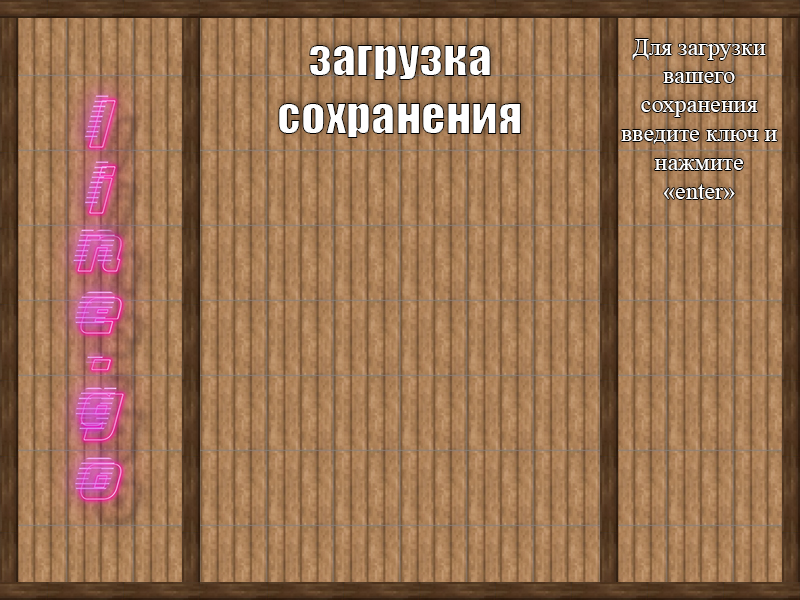 line.go
загрузка
сохранения
Для загрузки
вашего
сохранения
введите ключ и
нажмите
«enter»